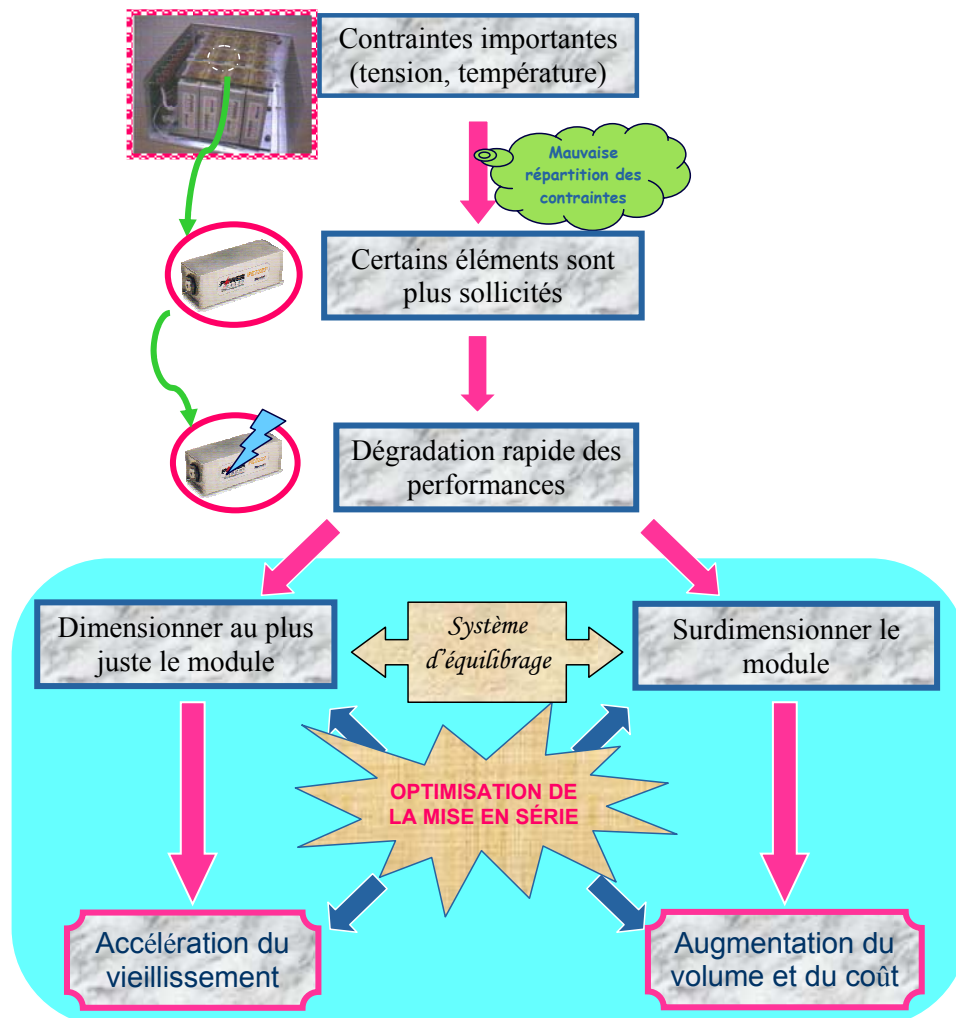 Contraintes importantes
(tension, température)
Mauvaise
répartition des
contraintes
Certains éléments sont
plus sollicités
POWER
Dégradation rapide des
performances
Dimensionner au plus
juste le module
Système
d'équilibrage
Surdimensionner le
module
OPTIMISATION DE
LA MISE EN SÉRIE
Accélération du
vieillissement
Augmentation du
volume et du coût